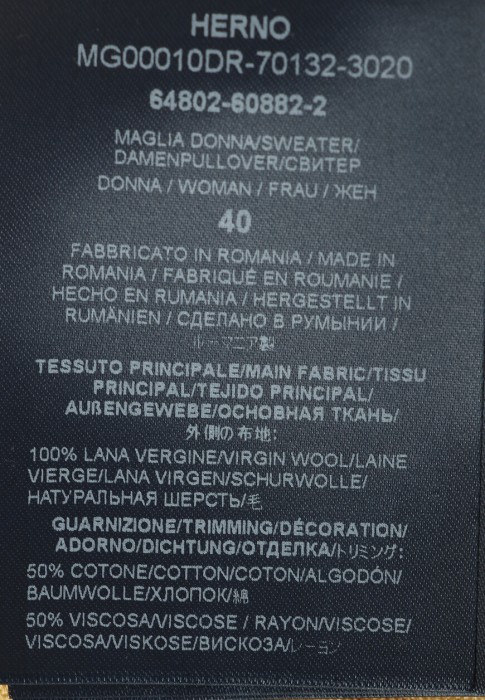 HERNO
MG00010DR-70132-3020
64802-60882-2
MAGLIA DONNA/SWEATER/
DAMENPULLOVER/СВИТЕР
DONNA / WOMAN / FRAU / ЖЕН
40
FABBRICATO IN ROMANIA / MADE IN
ROMANIA / FABRIQUÉ EN ROUMANIE /
HECHO EN RUMANIA / HERGESTELLT IN
RUMÄNIEN / СДЕЛАНО В РУМЫНИИ /
ルーマニア製
TESSUTO PRINCIPALE/MAIN FABRIC/TISSU
PRINCIPAL/TEJIDO PRINCIPAL/
AUßENGEWEBE/ОСНОВНАЯ ТКАНЬ/
外側の布地:
100% LANA VERGINE/VIRGIN WOOL/LAINE
VIERGE/LANA VIRGEN/SCHURWOLLE/
НАТУРАЛЬНАЯ ШЕРСТЬ/毛
GUARNIZIONE/TRIMMING/DÉCORATION/
ADORNO/DICHTUNG/ОТДЕЛКА/トリミング:
50% COTONE/COTTON/COTON/ALGODÓN/
BAUMWOLLE/ХЛОПОК/綿
50% VISCOSA/VISCOSE / RAYON/VISCOSE/
VISCOSA/VISKOSE/ВИСКОЗА/レーヨン